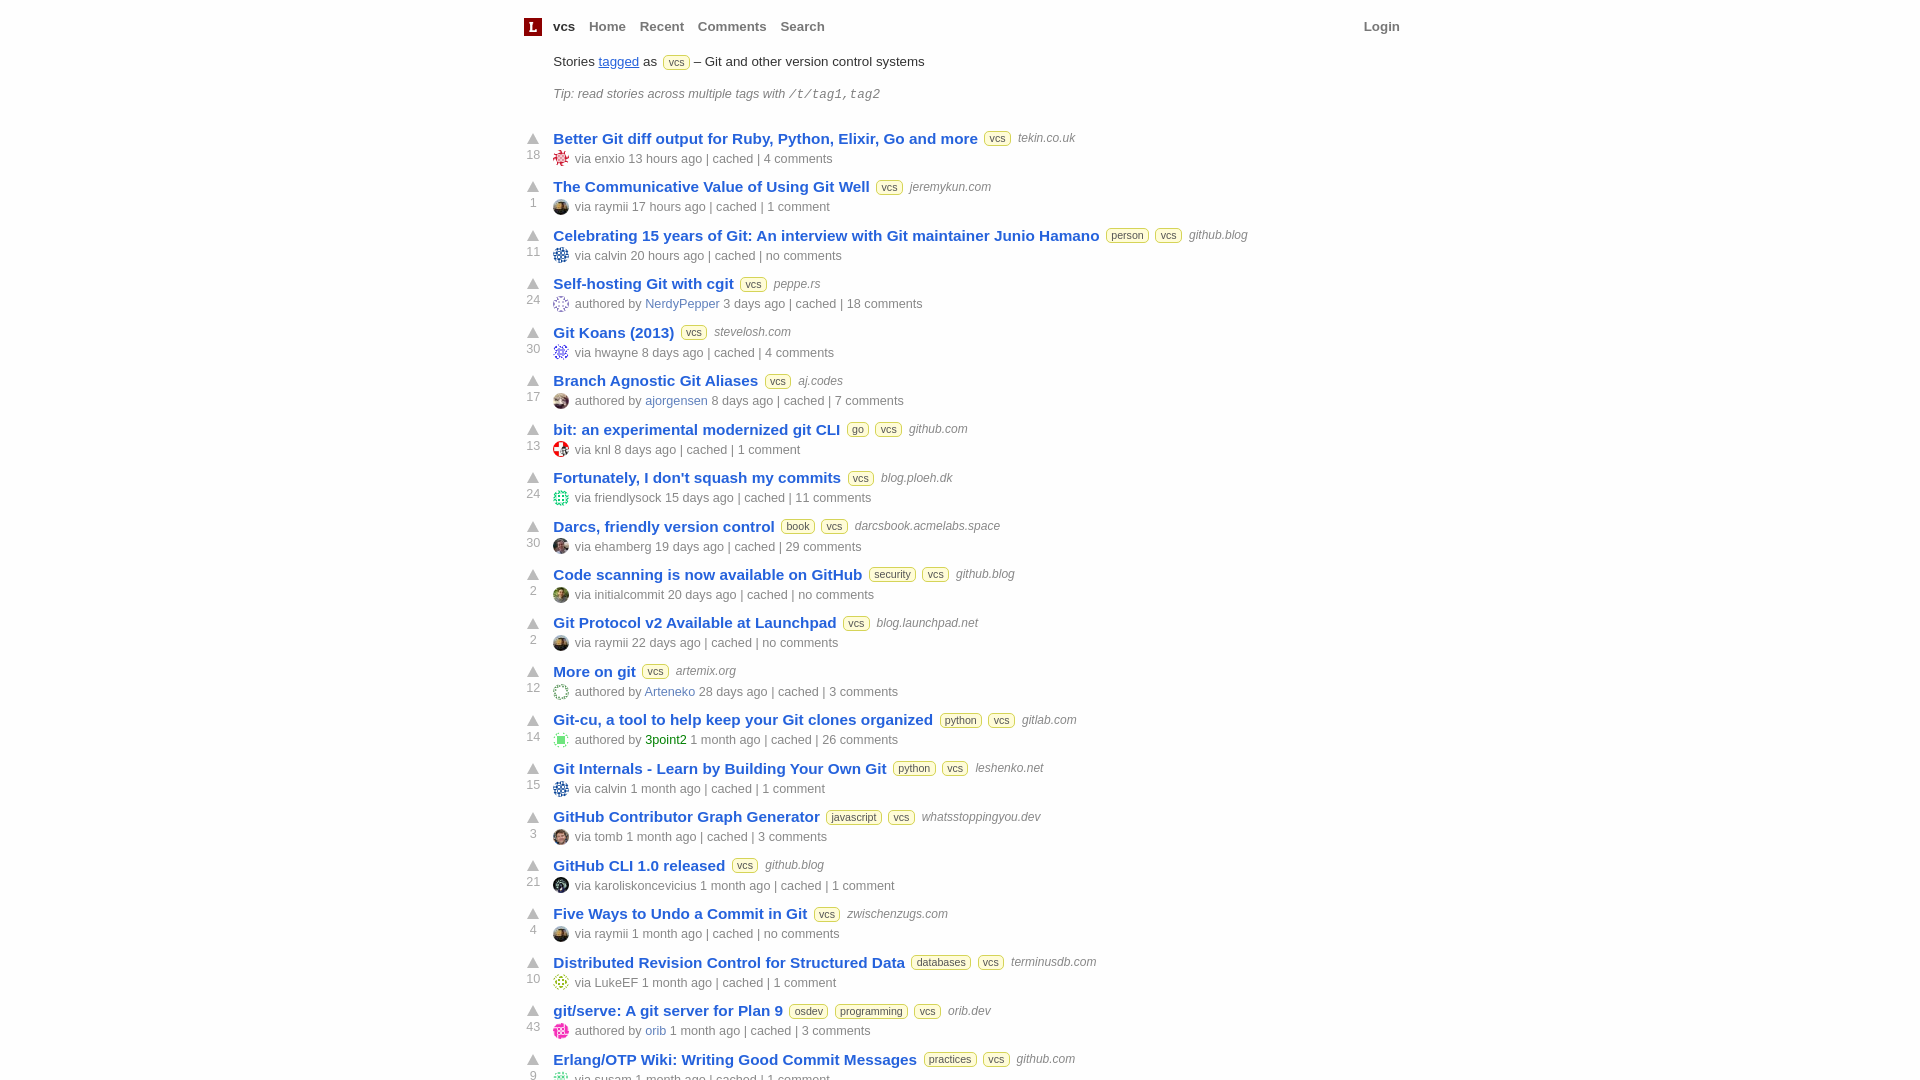 L vcs Home Recent Comments Search Login
Stories tagged as vcs – Git and other version control systems
Tip: read stories across multiple tags with /t/tag1,tag2
Better Git diff output for Ruby, Python, Elixir, Go and more vcs tekin.co.uk
18 via enxio 13 hours ago | cached | 4 comments
The Communicative Value of Using Git Well vcs jeremykun.com
1 via raymii 17 hours ago | cached | 1 comment
Celebrating 15 years of Git: An interview with Git maintainer Junio Hamano person vcs github.blog
11 via calvin 20 hours ago | cached | no comments
Self-hosting Git with cgit vcs peppe.rs
24 authored by NerdyPepper 3 days ago | cached | 18 comments
Git Koans (2013) vcs stevelosh.com
30 via hwayne 8 days ago | cached | 4 comments
Branch Agnostic Git Aliases vcs aj.codes
17 authored by ajorgensen 8 days ago | cached | 7 comments
bit: an experimental modernized git CLI go vcs github.com
13 via knl 8 days ago | cached | 1 comment
Fortunately, I don't squash my commits vcs blog.ploeh.dk
24 via friendlysock 15 days ago | cached | 11 comments
Darcs, friendly version control book vcs darcsbook.acmelabs.space
30 via ehamberg 19 days ago | cached | 29 comments
Code scanning is now available on GitHub security vcs github.blog
2 via initialcommit 20 days ago | cached | no comments
Git Protocol v2 Available at Launchpad vcs blog.launchpad.net
2 via raymii 22 days ago | cached | no comments
More on git vcs artemix.org
12 authored by Arteneko 28 days ago | cached | 3 comments
Git-cu, a tool to help keep your Git clones organized python vcs gitlab.com
14 authored by 3point2 1 month ago | cached | 26 comments
Git Internals - Learn by Building Your Own Git python vcs leshenko.net
15 via calvin 1 month ago | cached | 1 comment
GitHub Contributor Graph Generator javascript vcs whatsstoppingyou.dev
3 via tomb 1 month ago | cached | 3 comments
GitHub CLI 1.0 released vcs github.blog
21 via karoliskoncevicius 1 month ago | cached | 1 comment
Five Ways to Undo a Commit in Git vcs zwischenzugs.com
4 via raymii 1 month ago | cached | no comments
Distributed Revision Control for Structured Data databases vcs terminusdb.com
10 via LukeEF 1 month ago | cached | 1 comment
git/serve: A git server for Plan 9 osdev programming vcs orib.dev
43 authored by orib 1 month ago | cached | 3 comments
Erlang/OTP Wiki: Writing Good Commit Messages practices vcs github.com
9 via susam 1 month ago | cached | 1 comment